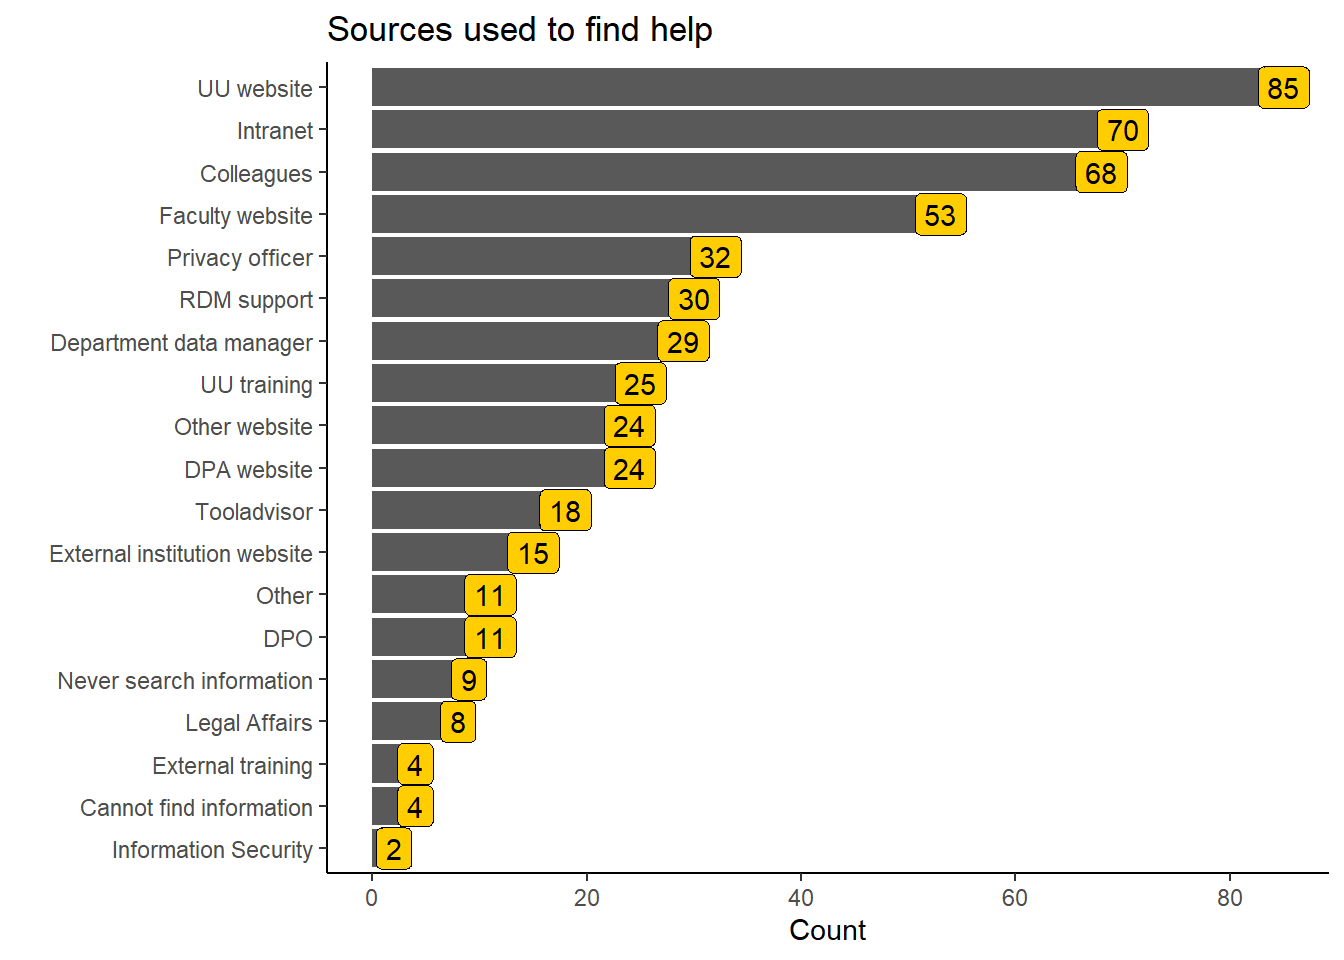 Sources used to find help
UU website 85
Intranet 70
Colleagues 68
Faculty website 53
Privacy officer 32
RDM support 30
Department data manager 29
UU training 25
Other website 24
DPA website 24
Tooladvisor 18
External institution website 15
Other 11
DPO 11
Never search information 9
Legal Affairs 8
External training 4
Cannot find information 4
Information Security 2
0 20 40 60 80
Count